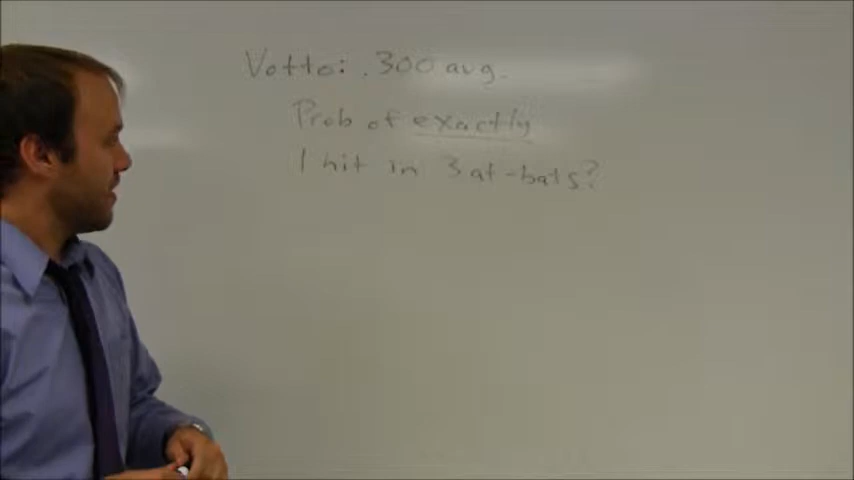 Votto: .300 avg.
Prob of exactly
1 hit in 3 at-bats?